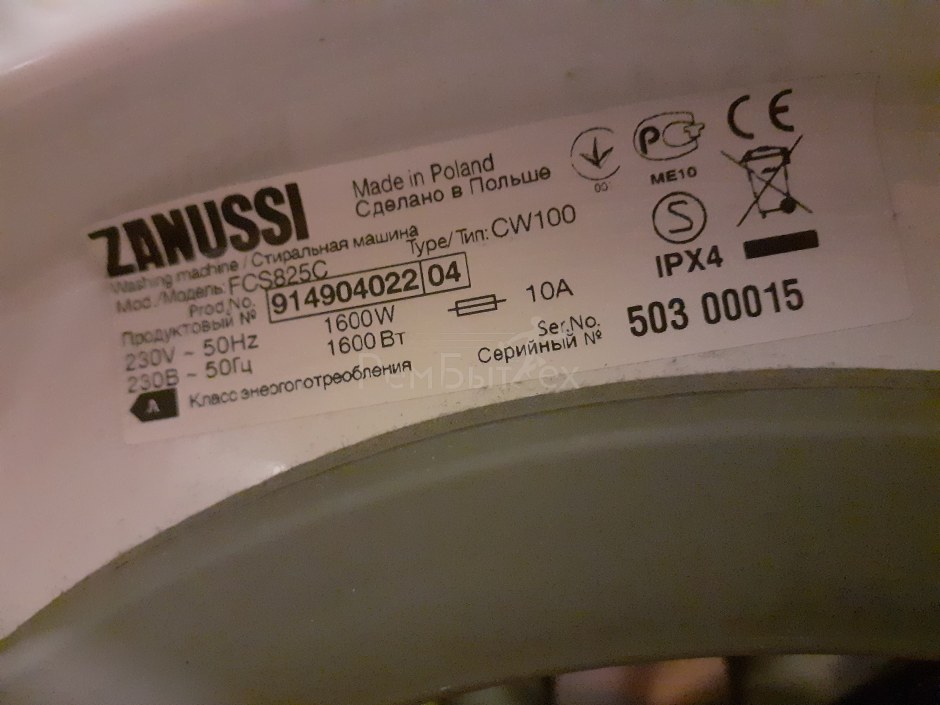 ZANUSSI
Made in Poland
Сделано в Польше
Washing machine / Стиральная машина
Mod./Модель: FCS825C
Type/Тип: CW100
Prod.No. 914904022 04
Продуктовый №
230V ~ 50Hz
1600W
230В ~ 50Гц
1600 Вт
10A
A Класс энергопотребления
Ser.No.
Серийный №
503 00015
PC
ME10
CE
S
IPX4
РемБытТех